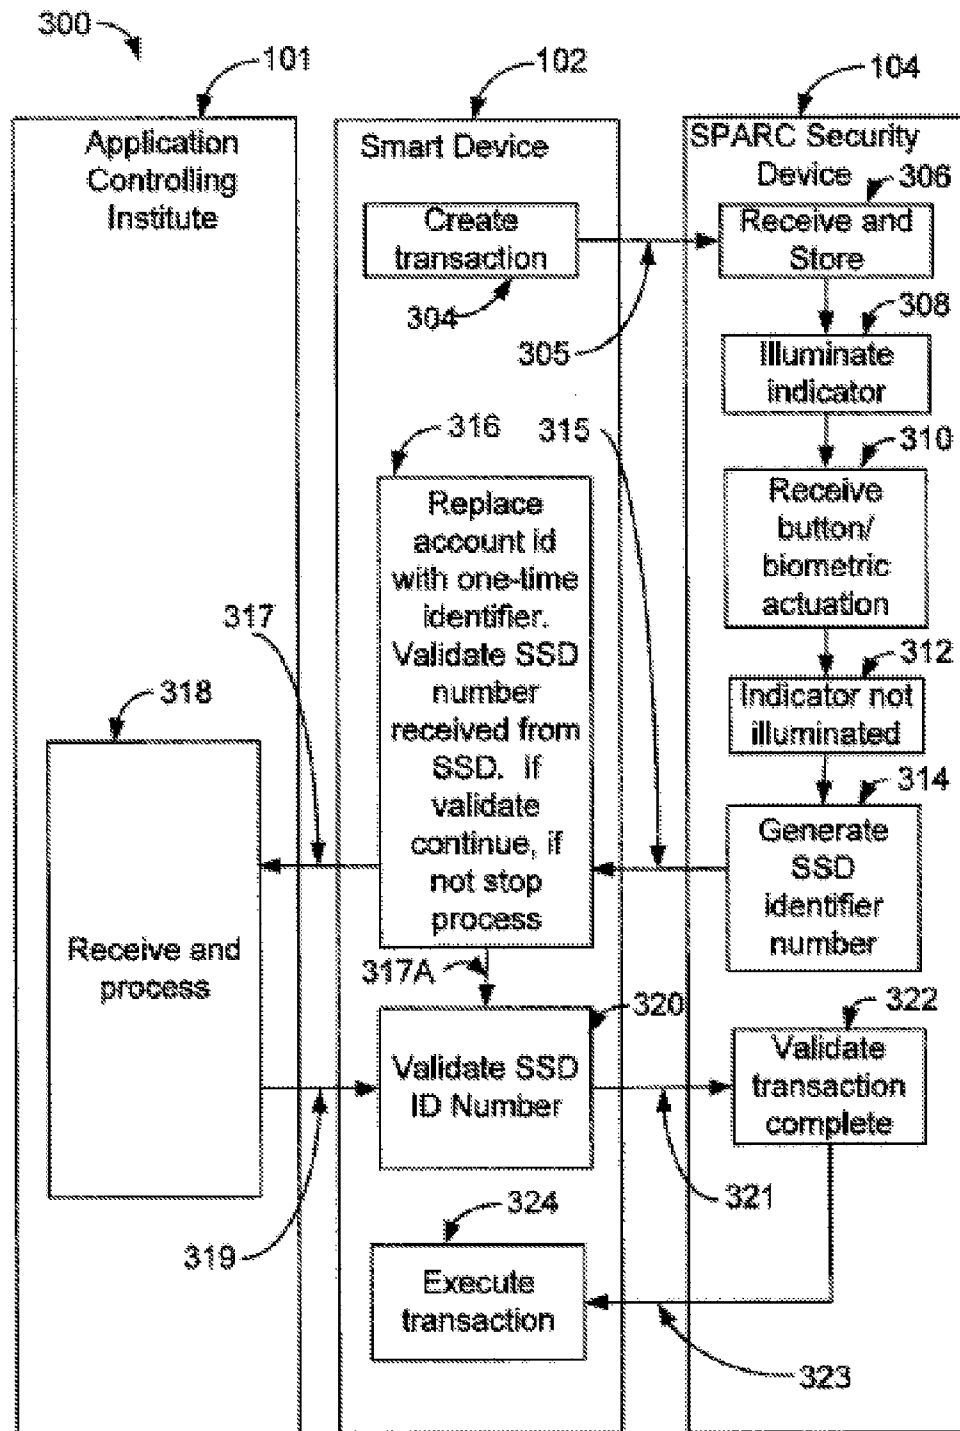 300
101
102
104
Application
Controlling
Institute
Smart Device
SPARC Security
Device
306
Create
transaction
304
305
Receive and
Store
308
Illuminate
indicator
316
315
310
Replace
account id
with one-time
identifier.
Validate SSD
number
received from
SSD. If
validate
continue, if
not stop
process
Receive
button/
biometric
actuation
317
312
Indicator not
illuminated
318
314
Generate
SSD
identifier
number
Receive and
process
317A
320
322
Validate SSD
ID Number
Validate
transaction
complete
319
321
324
Execute
transaction
323